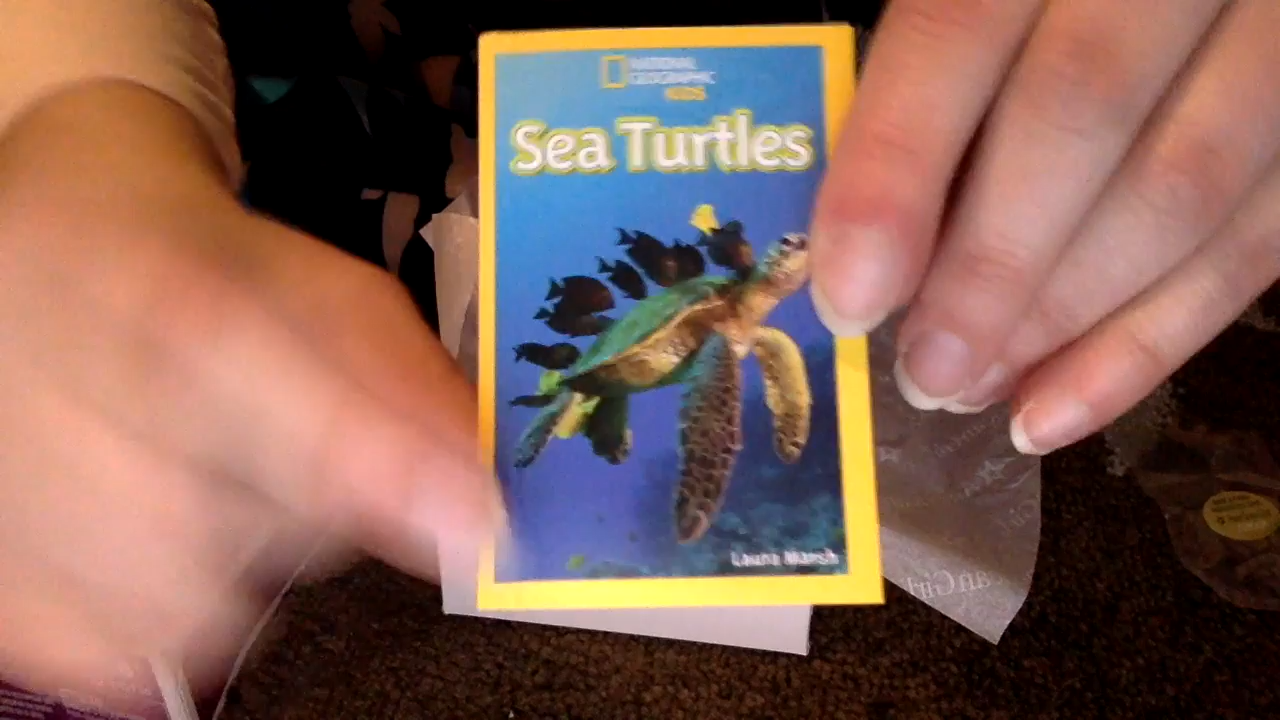 NATIONAL
GEOGRAPHIC
KIDS
Sea Turtles
Laura Marsh